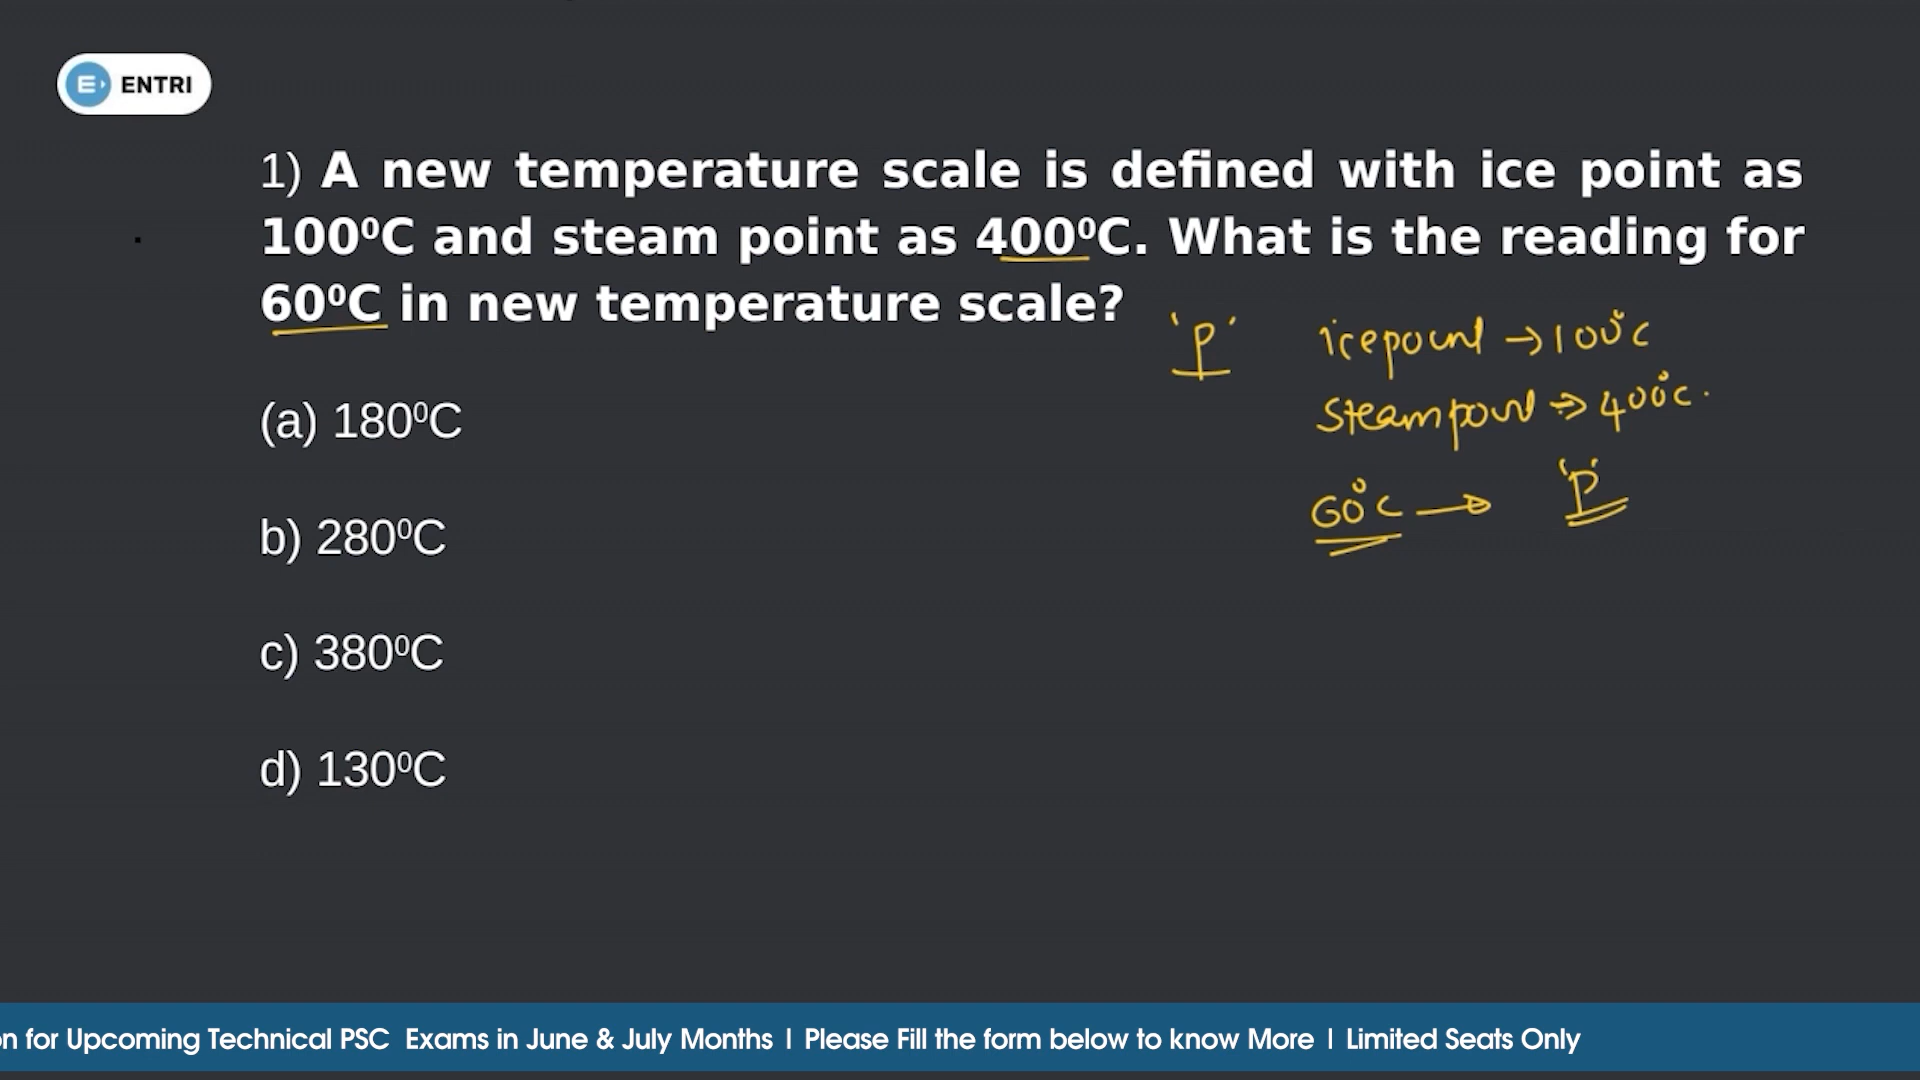 ENTRI
1) A new temperature scale is defined with ice point as
100⁰C and steam point as 400⁰C. What is the reading for
60⁰C in new temperature scale?
'P'
icepoint → 100°C
steampoint → 400°C.
60°C → 'P'
(a) 180⁰C
b) 280⁰C
c) 380⁰C
d) 130⁰C
on for Upcoming Technical PSC Exams in June & July Months | Please Fill the form below to know More | Limited Seats Only